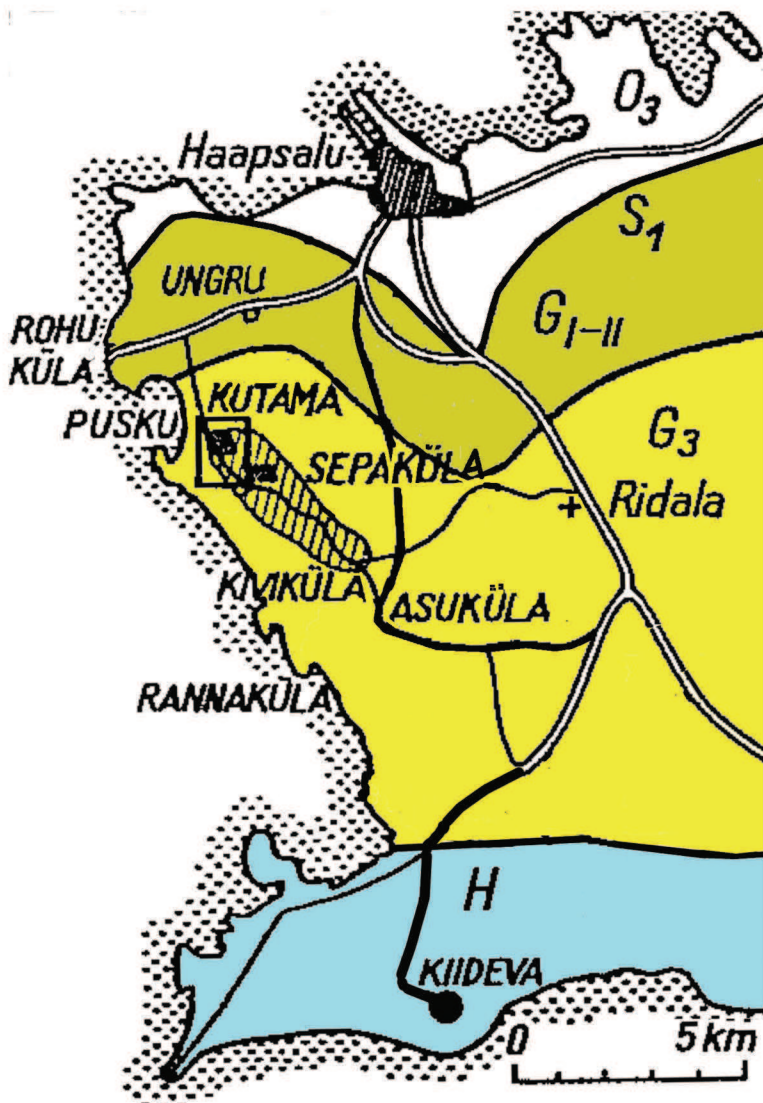 O₃
Haapsalu
S₁
UNGRU
G_I-II
ROHU
KÜLA
KUTAMA
PUSKU
G₃
SEPAKÜLA
Ridala
KIVIKÜLA
ASUKÜLA
RANNAKÜLA
H
KIIDEVA
0 5 km